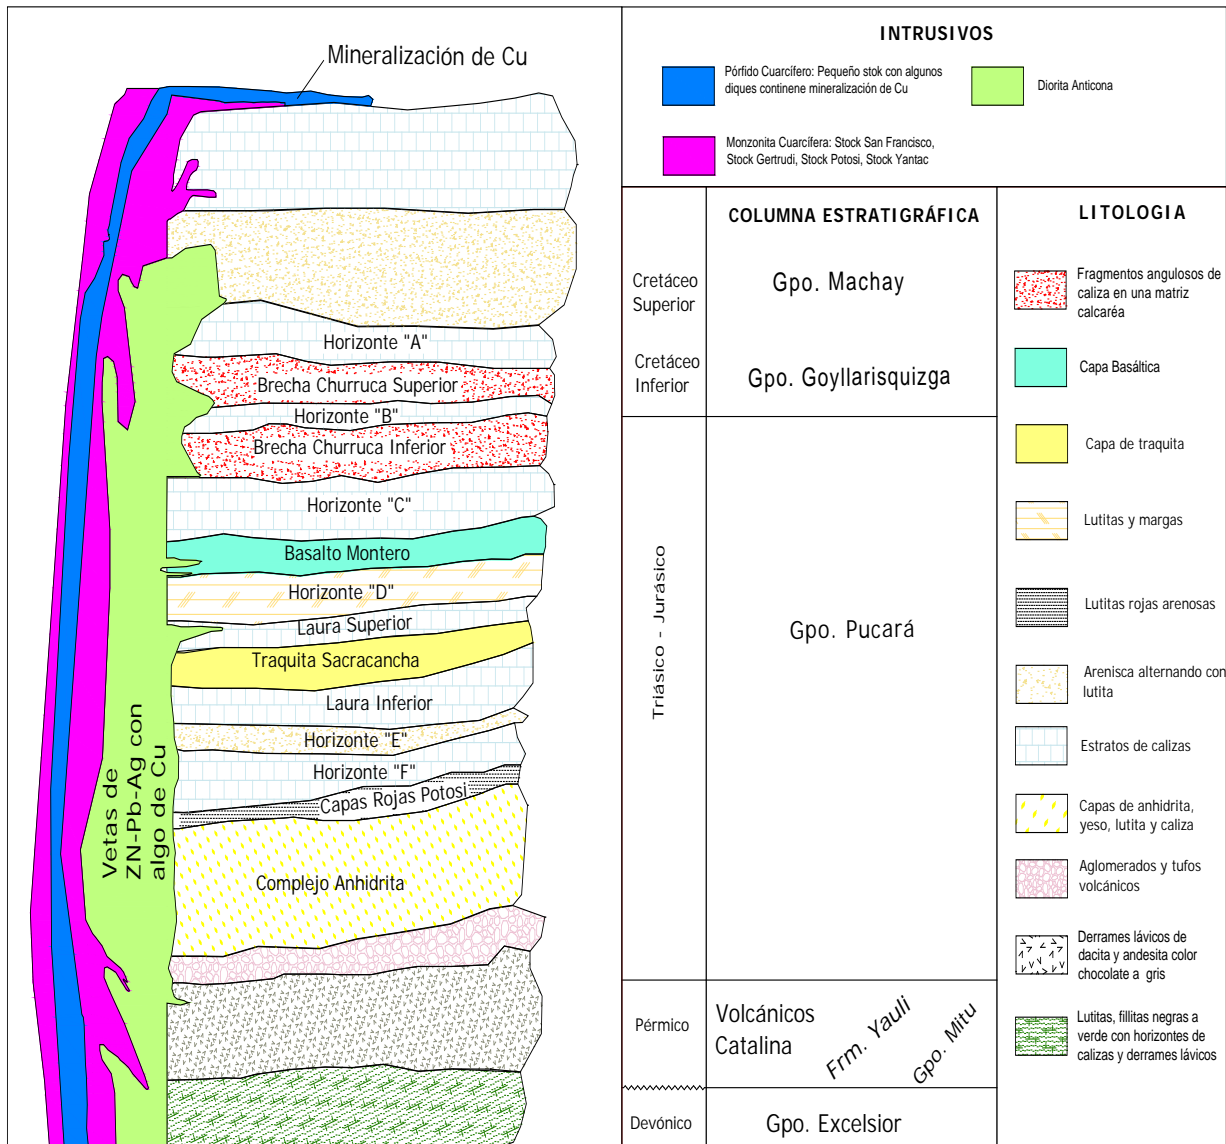 Mineralización de Cu
Horizonte "A"
Brecha Churruca Superior
Horizonte "B"
Brecha Churruca Inferior
Horizonte "C"
Basalto Montero
Horizonte "D"
Laura Superior
Traquita Sacracancha
Laura Inferior
Horizonte "E"
Horizonte "F"
Capas Rojas Potosi
Complejo Anhidrita
Vetas de
ZN-Pb-Ag con
algo de Cu
INTRUSIVOS
Pórfido Cuarcífero: Pequeño stok con algunos
diques continene mineralización de Cu
Diorita Anticona
Monzonita Cuarcífera: Stock San Francisco,
Stock Gertrudi, Stock Potosi, Stock Yantac
COLUMNA ESTRATIGRÁFICA
Cretáceo
Superior
Gpo. Machay
Cretáceo
Inferior
Gpo. Goyllarisquizga
Triásico - Jurásico
Gpo. Pucará
Pérmico
Volcánicos
Catalina
Frm. Yauli
Gpo. Mitu
Devónico
Gpo. Excelsior
LITOLOGIA
Fragmentos angulosos de
caliza en una matriz
calcaréa
Capa Basáltica
Capa de traquita
Lutitas y margas
Lutitas rojas arenosas
Arenisca alternando con
lutita
Estratos de calizas
Capas de anhidrita,
yeso, lutita y caliza
Aglomerados y tufos
volcánicos
Derrames lávicos de
dacita y andesita color
chocolate a gris
Lutitas, fillitas negras a
verde con horizontes de
calizas y derrames lávicos